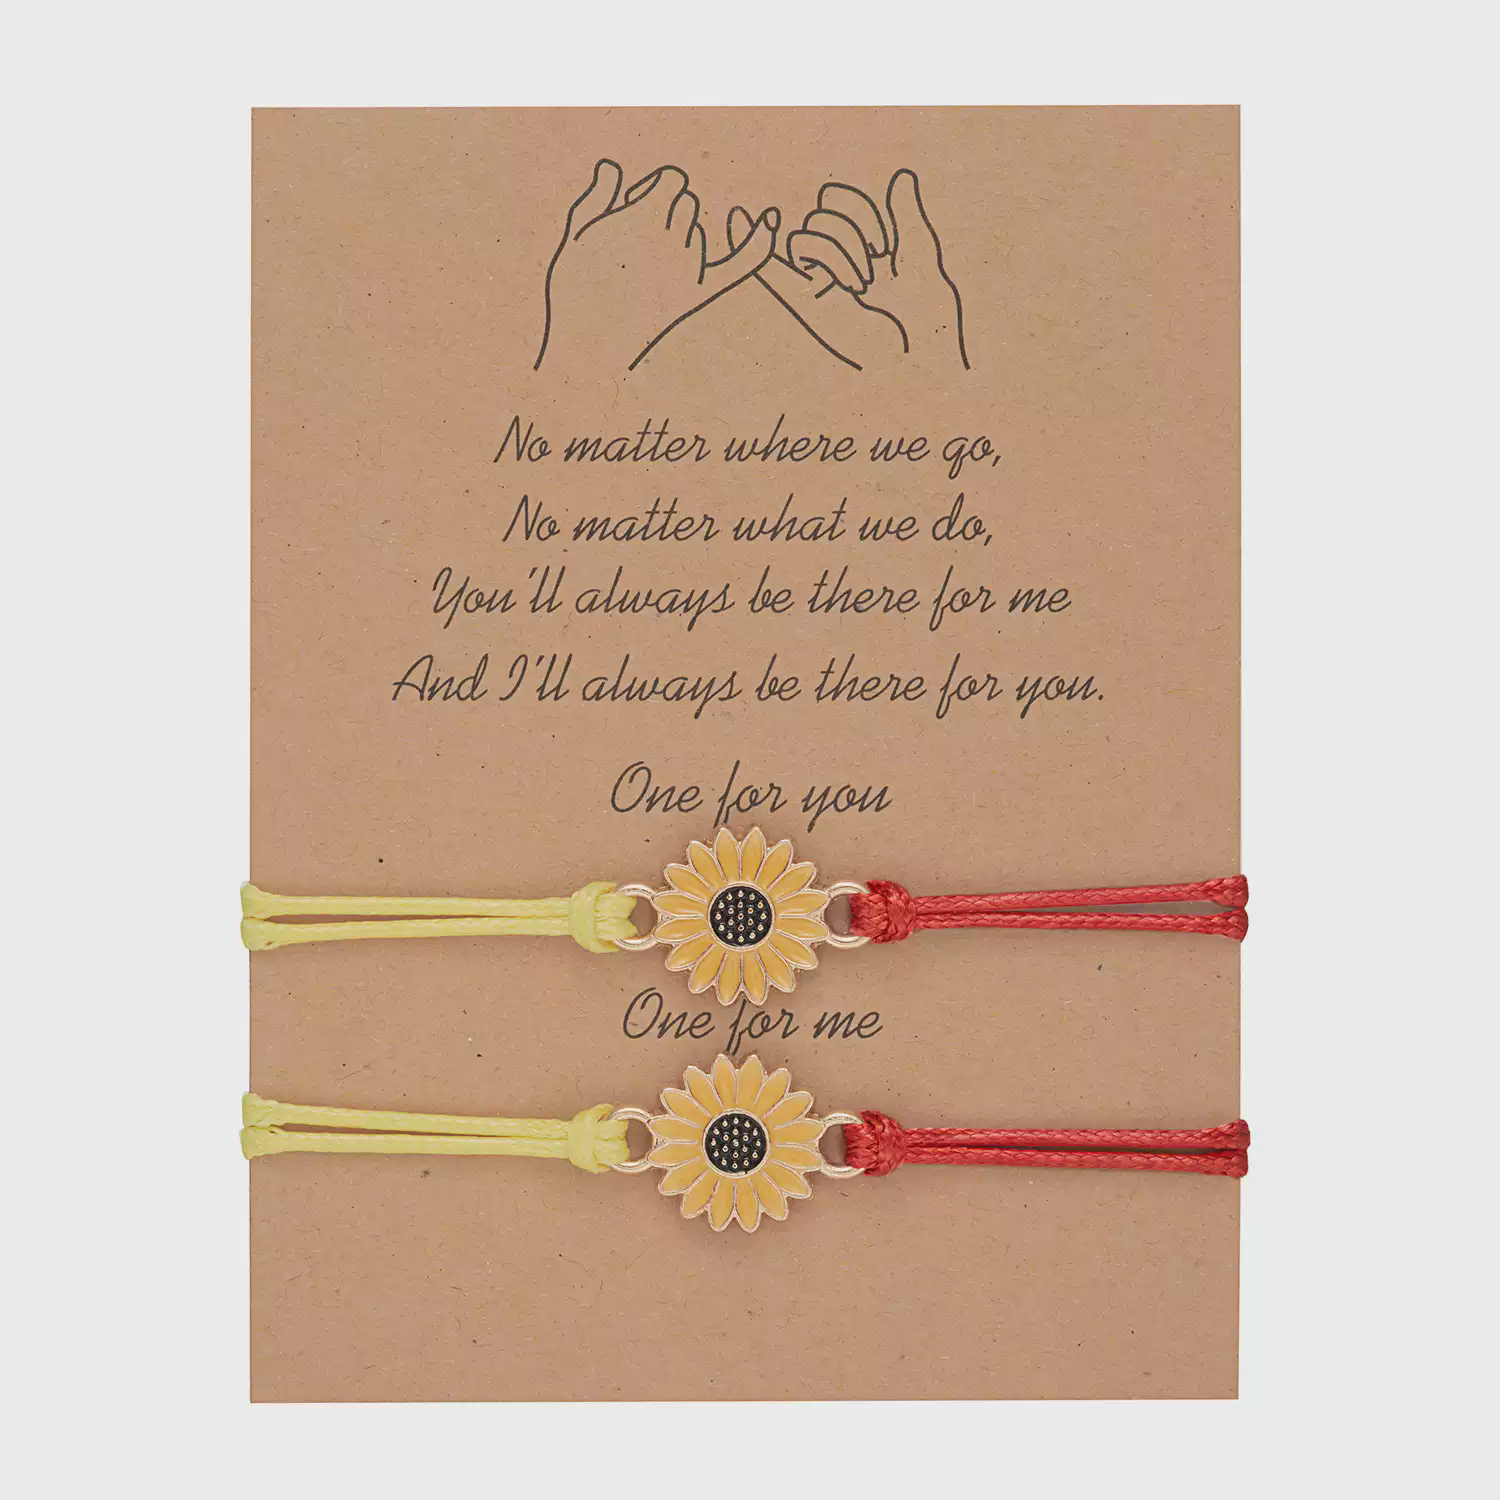 No matter where we go,
No matter what we do,
You'll always be there for me
And I'll always be there for you.
One for you
One for me